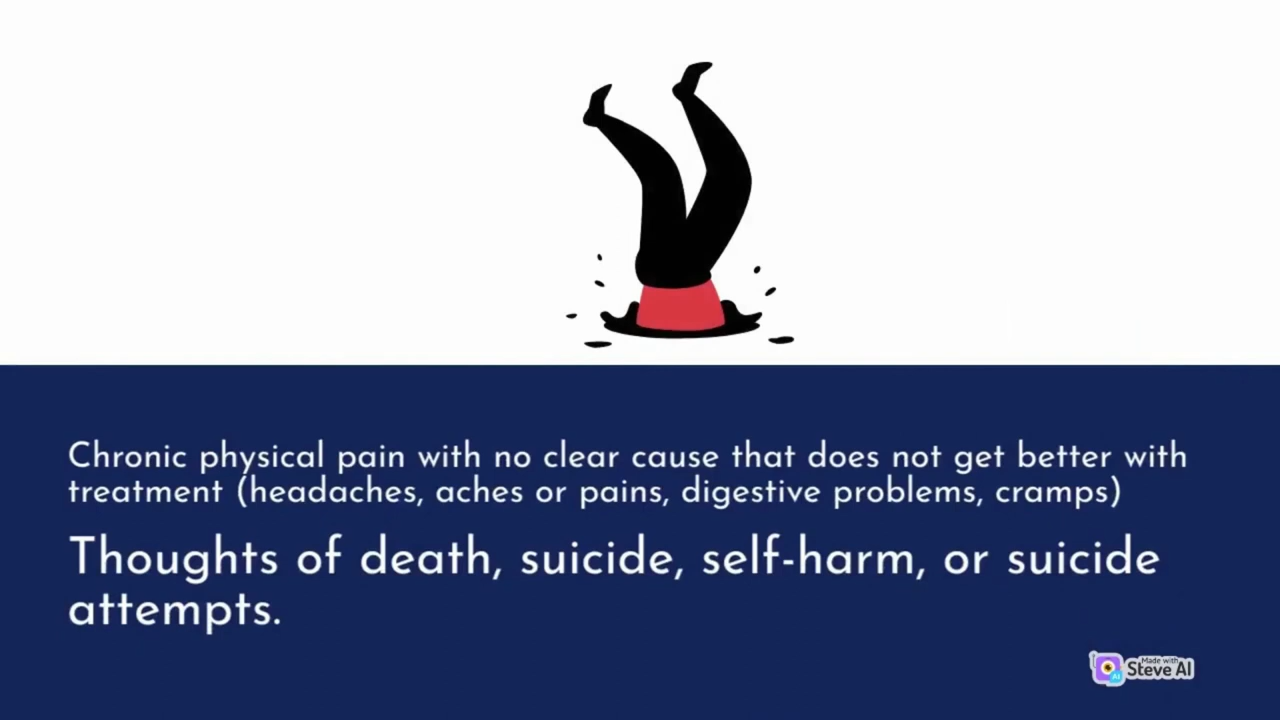 Chronic physical pain with no clear cause that does not get better with
treatment (headaches, aches or pains, digestive problems, cramps)
Thoughts of death, suicide, self-harm, or suicide
attempts.
Made with
Steve AI
AI